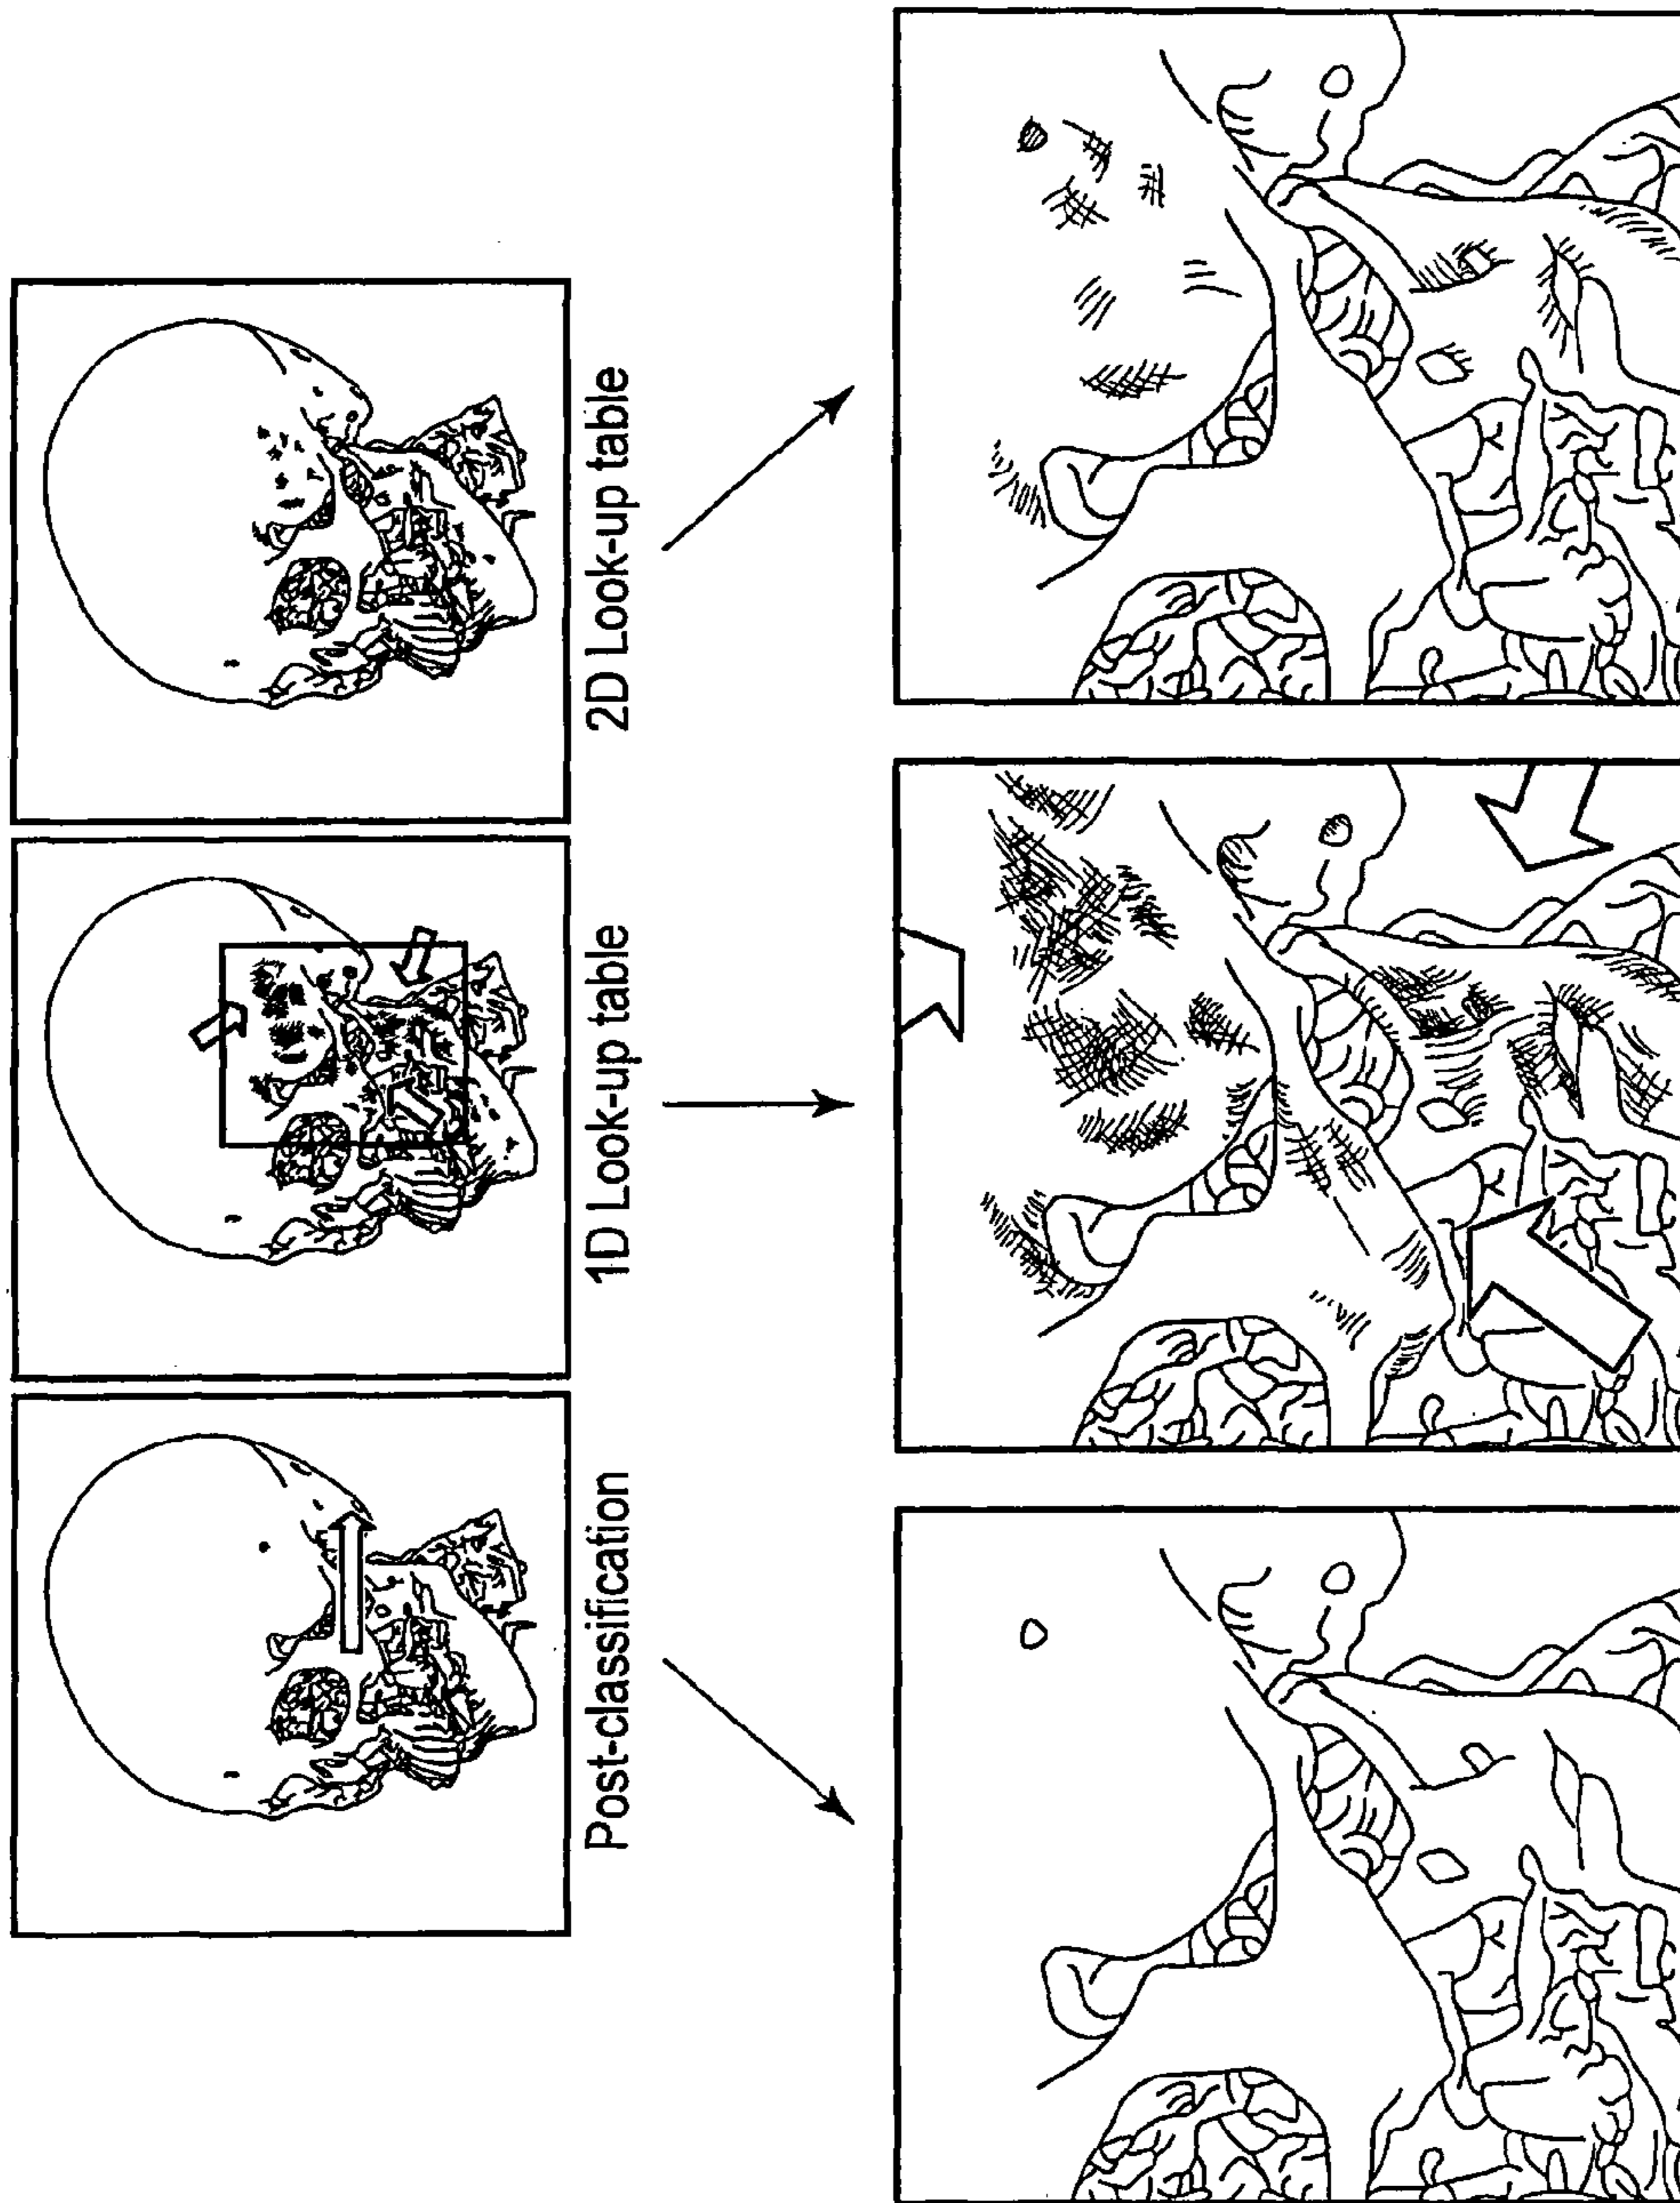 Post-classification
1D Look-up table
2D Look-up table